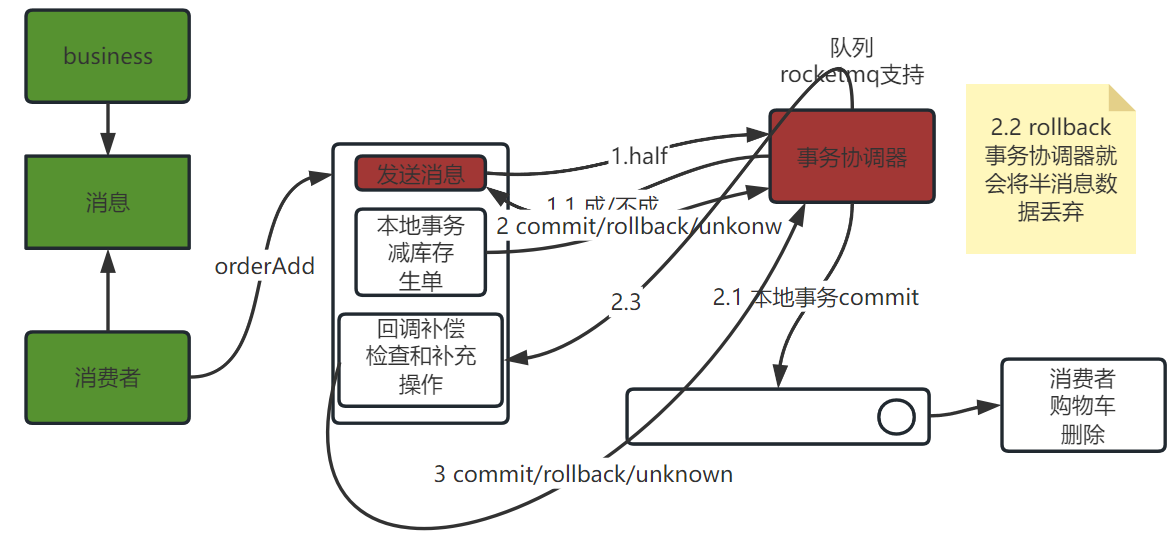 business
消息
消费者
orderAdd
发送消息
本地事务
减库存
生单
回调补偿
检查和补充
操作
1.half
1.1 成/不成
2 commit/rollback/unkonw
2.3
2.1 本地事务commit
3 commit/rollback/unknown
队列
rocketmq支持
事务协调器
2.2 rollback
事务协调器就
会将半消息数
据丢弃
消费者
购物车
删除